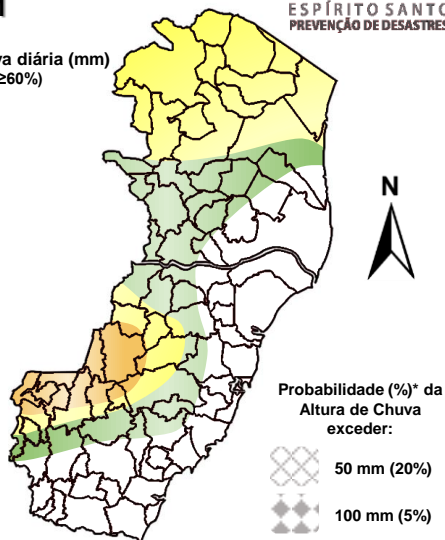 ESPÍRITO SANTO
PREVENÇÃO DE DESASTRES
diária (mm)
≥60%)
N
Probabilidade (%)* da
Altura de Chuva
exceder:
50 mm (20%)
100 mm (5%)